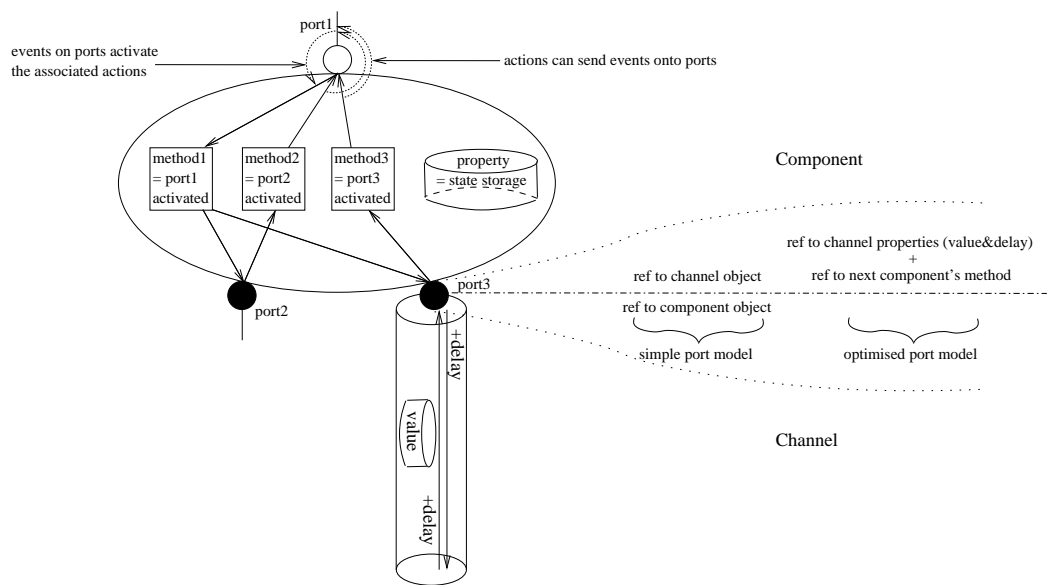 port1
events on ports activate
the associated actions
actions can send events onto ports
method1
= port1
activated
method2
= port2
activated
method3
= port3
activated
property
= state storage
Component
ref to channel properties (value&delay)
+
ref to next component's method
ref to channel object
port3
port2
ref to component object
simple port model
optimised port model
+delay
value
+delay
Channel